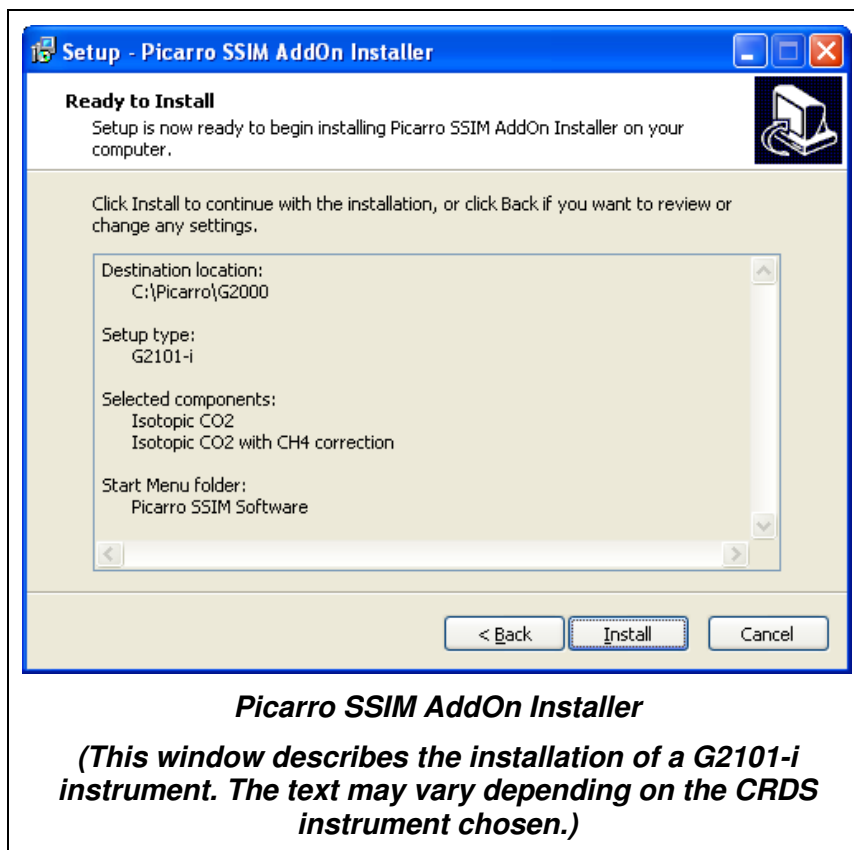 Setup - Picarro SSIM AddOn Installer
Ready to Install
Setup is now ready to begin installing Picarro SSIM AddOn Installer on your
computer.
Click Install to continue with the installation, or click Back if you want to review or
change any settings.
Destination location:
C:\Picarro\G2000
Setup type:
G2101-i
Selected components:
Isotopic CO2
Isotopic CO2 with CH4 correction
Start Menu folder:
Picarro SSIM Software
< Back Install Cancel
Picarro SSIM AddOn Installer
(This window describes the installation of a G2101-i
instrument. The text may vary depending on the CRDS
instrument chosen.)